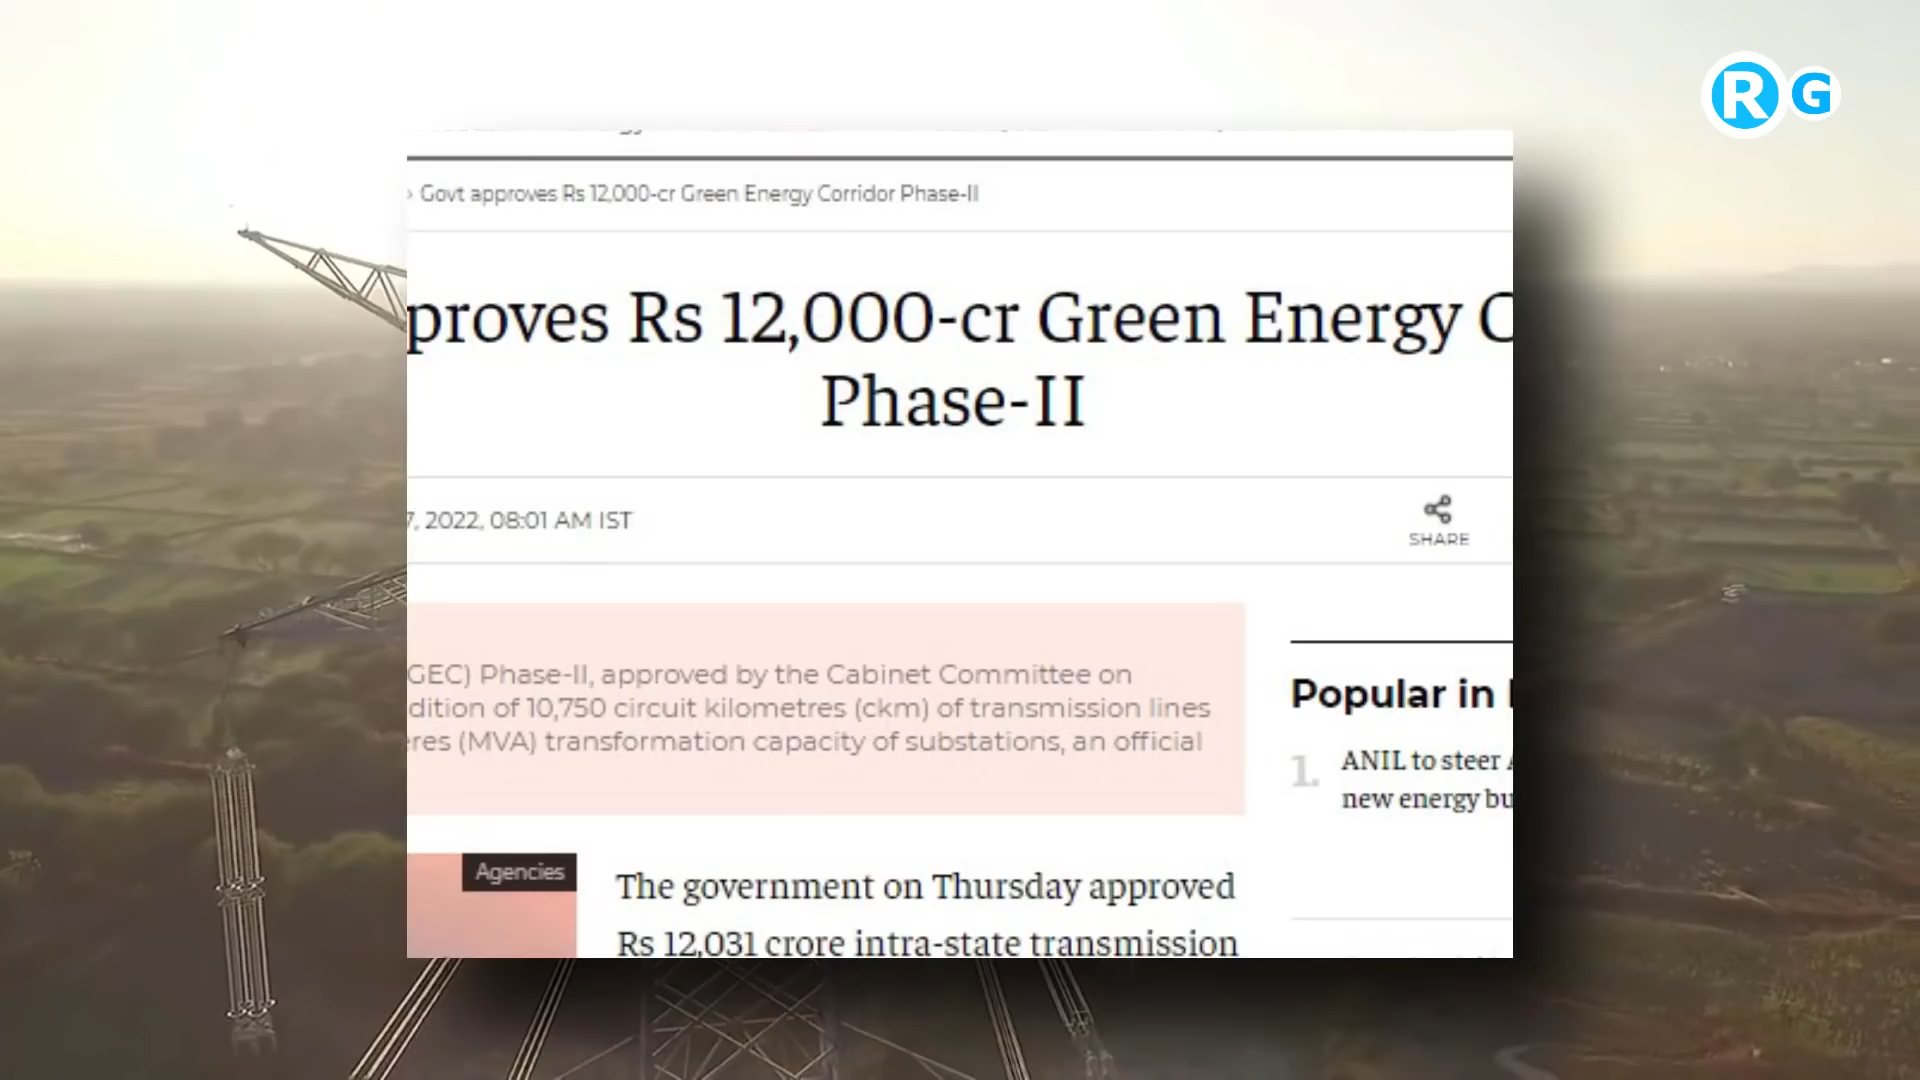 R G
› Govt approves Rs 12,000-cr Green Energy Corridor Phase-II
proves Rs 12,000-cr Green Energy C
Phase-II
7, 2022, 08:01 AM IST
SHARE
GEC) Phase-II, approved by the Cabinet Committee on
dition of 10,750 circuit kilometres (ckm) of transmission lines
res (MVA) transformation capacity of substations, an official
Popular in
1. ANIL to steer
new energy bu
Agencies
The government on Thursday approved
Rs 12,031 crore intra-state transmission